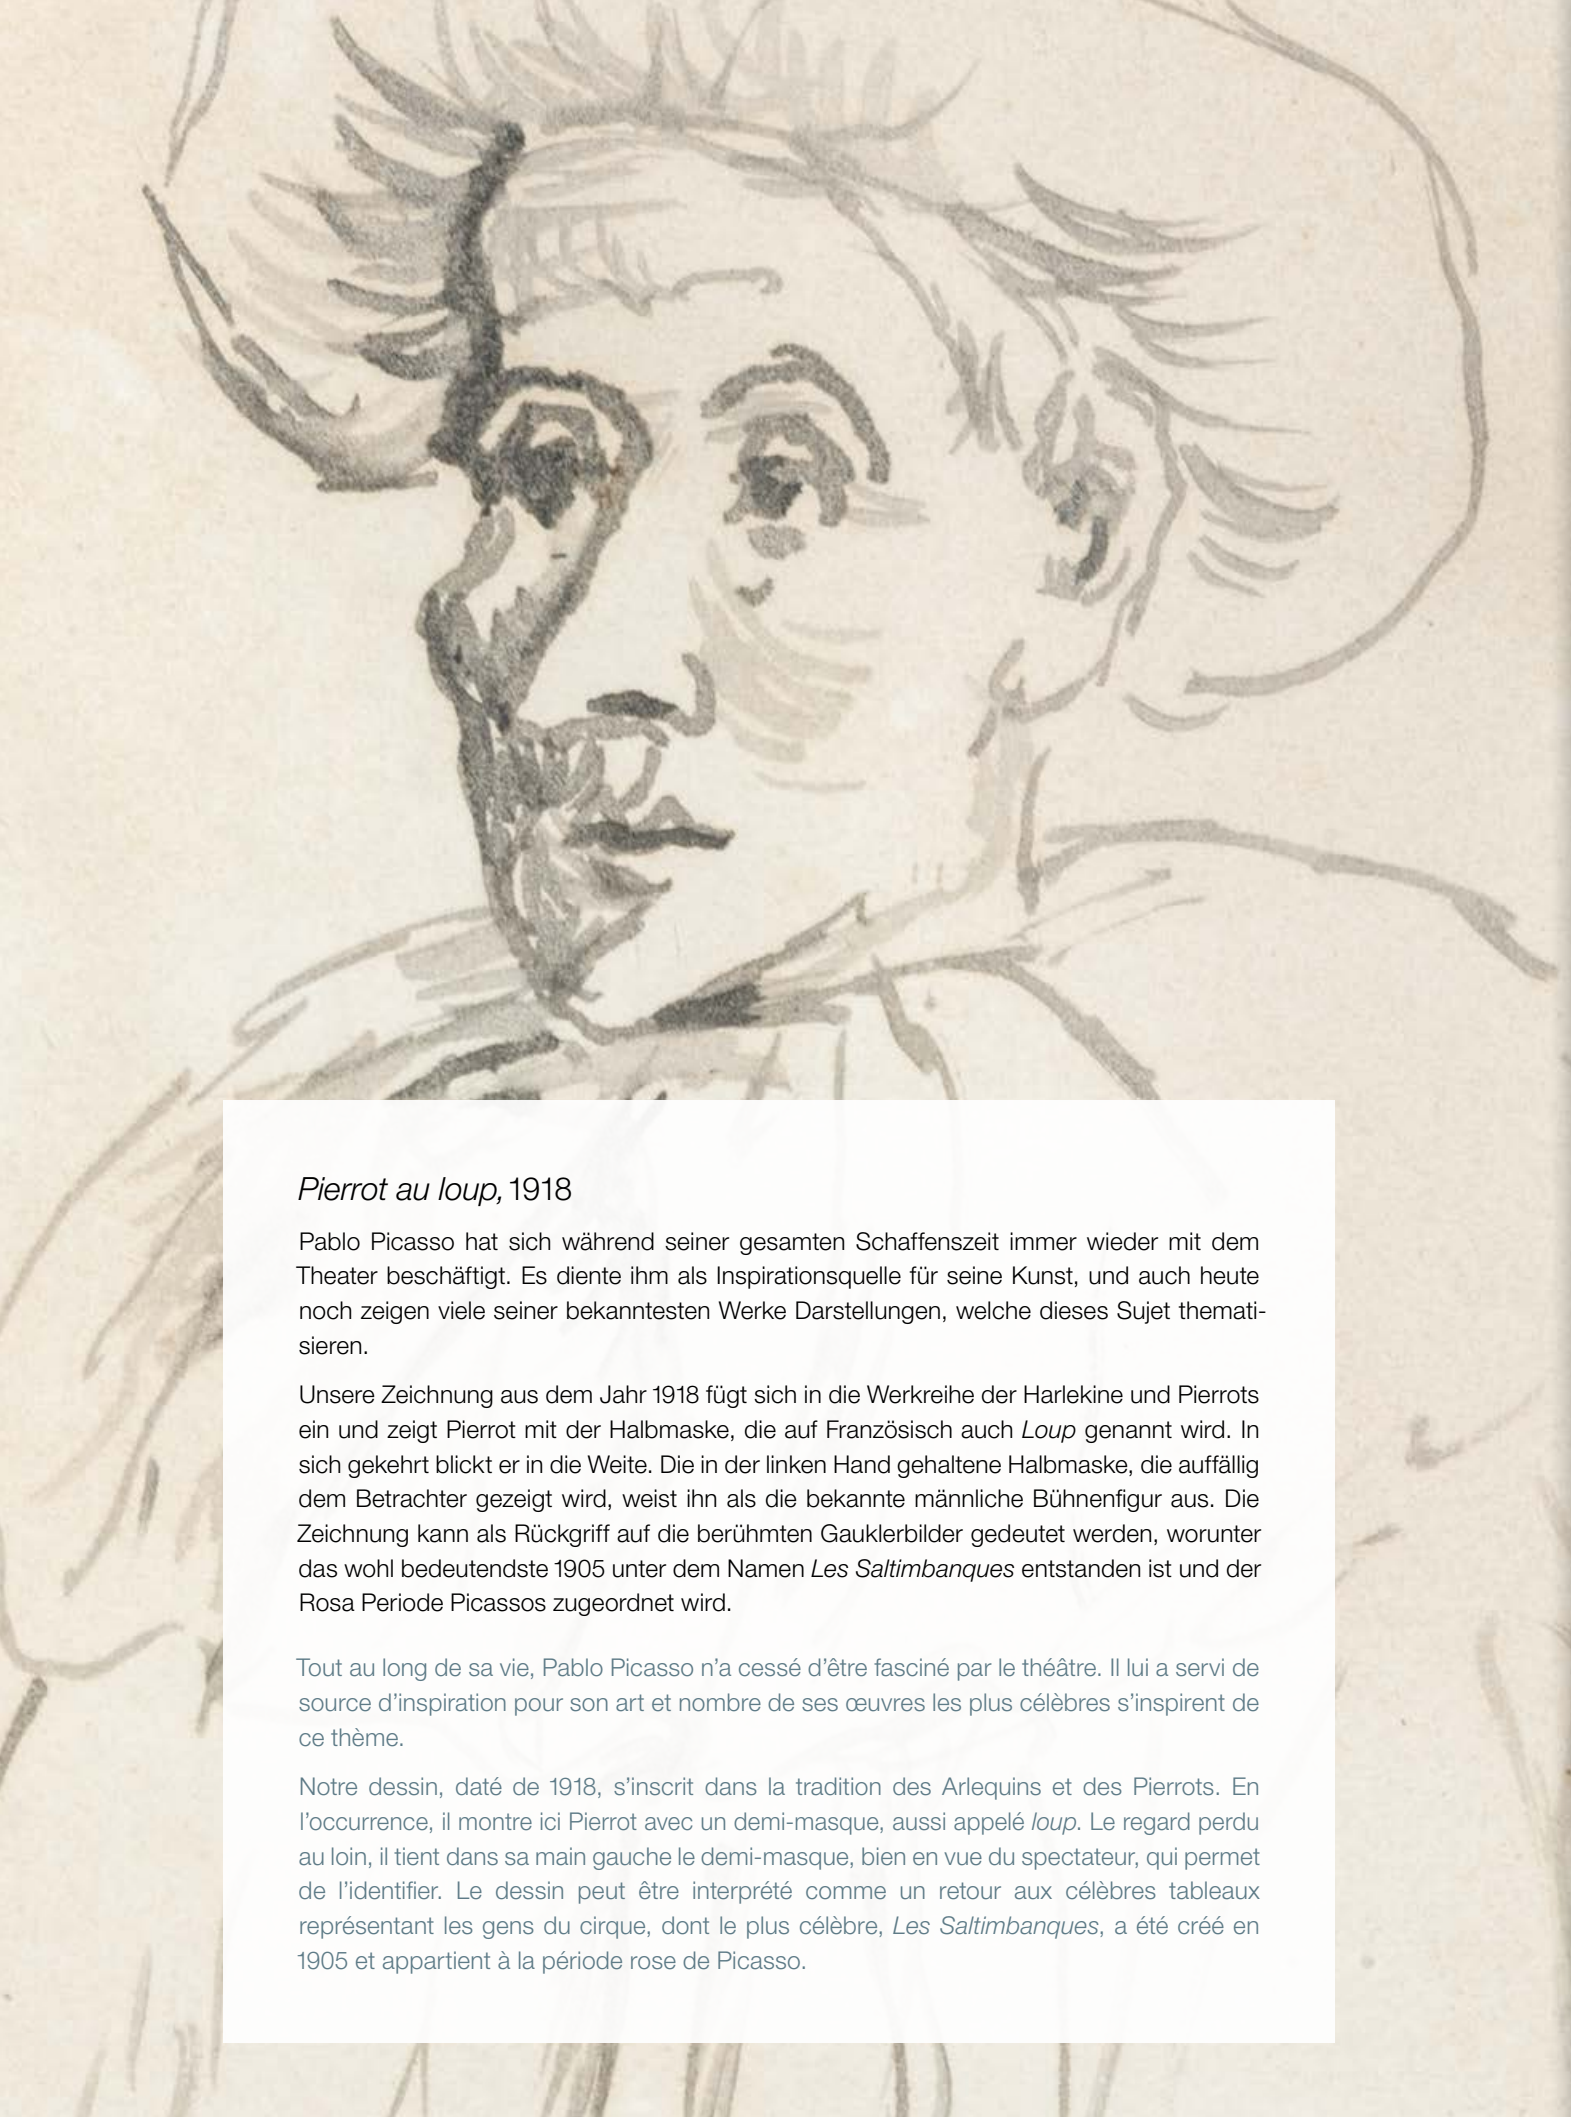 Pierrot au loup, 1918
Pablo Picasso hat sich während seiner gesamten Schaffenszeit immer wieder mit dem
Theater beschäftigt. Es diente ihm als Inspirationsquelle für seine Kunst, und auch heute
noch zeigen viele seiner bekanntesten Werke Darstellungen, welche dieses Sujet themati-
sieren.
Unsere Zeichnung aus dem Jahr 1918 fügt sich in die Werkreihe der Harlekine und Pierrots
ein und zeigt Pierrot mit der Halbmaske, die auf Französisch auch Loup genannt wird. In
sich gekehrt blickt er in die Weite. Die in der linken Hand gehaltene Halbmaske, die auffällig
dem Betrachter gezeigt wird, weist ihn als die bekannte männliche Bühnenfigur aus. Die
Zeichnung kann als Rückgriff auf die berühmten Gauklerbilder gedeutet werden, worunter
das wohl bedeutendste 1905 unter dem Namen Les Saltimbanques entstanden ist und der
Rosa Periode Picassos zugeordnet wird.
Tout au long de sa vie, Pablo Picasso n’a cessé d’être fasciné par le théâtre. Il lui a servi de
source d’inspiration pour son art et nombre de ses œuvres les plus célèbres s’inspirent de
ce thème.
Notre dessin, daté de 1918, s’inscrit dans la tradition des Arlequins et des Pierrots. En
l’occurrence, il montre ici Pierrot avec un demi-masque, aussi appelé loup. Le regard perdu
au loin, il tient dans sa main gauche le demi-masque, bien en vue du spectateur, qui permet
de l’identifier. Le dessin peut être interprété comme un retour aux célèbres tableaux
représentant les gens du cirque, dont le plus célèbre, Les Saltimbanques, a été créé en
1905 et appartient à la période rose de Picasso.